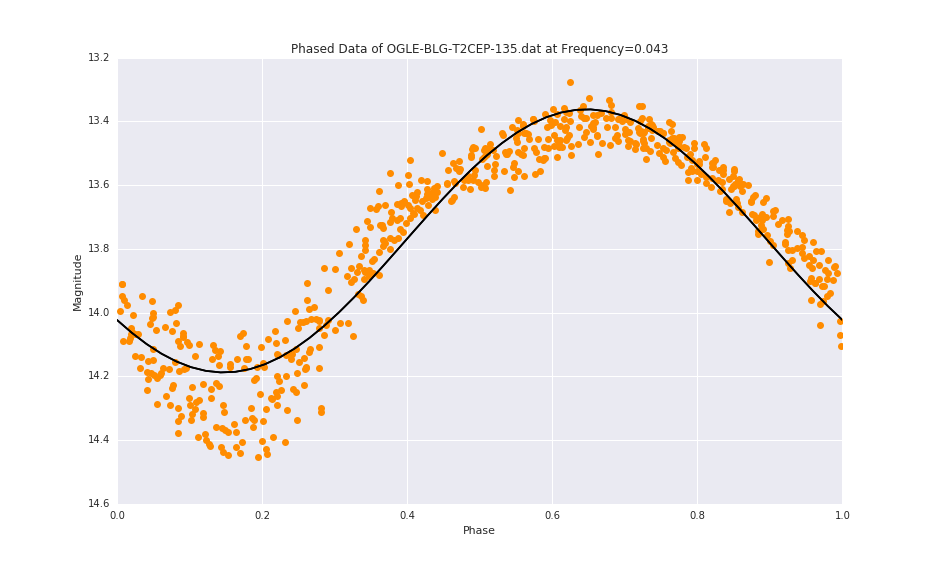 Phased Data of OGLE-BLG-T2CEP-135.dat at Frequency=0.043
13.2
13.4
13.6
13.8
14.0
14.2
14.4
14.6
Magnitude
0.0 0.2 0.4 0.6 0.8 1.0
Phase